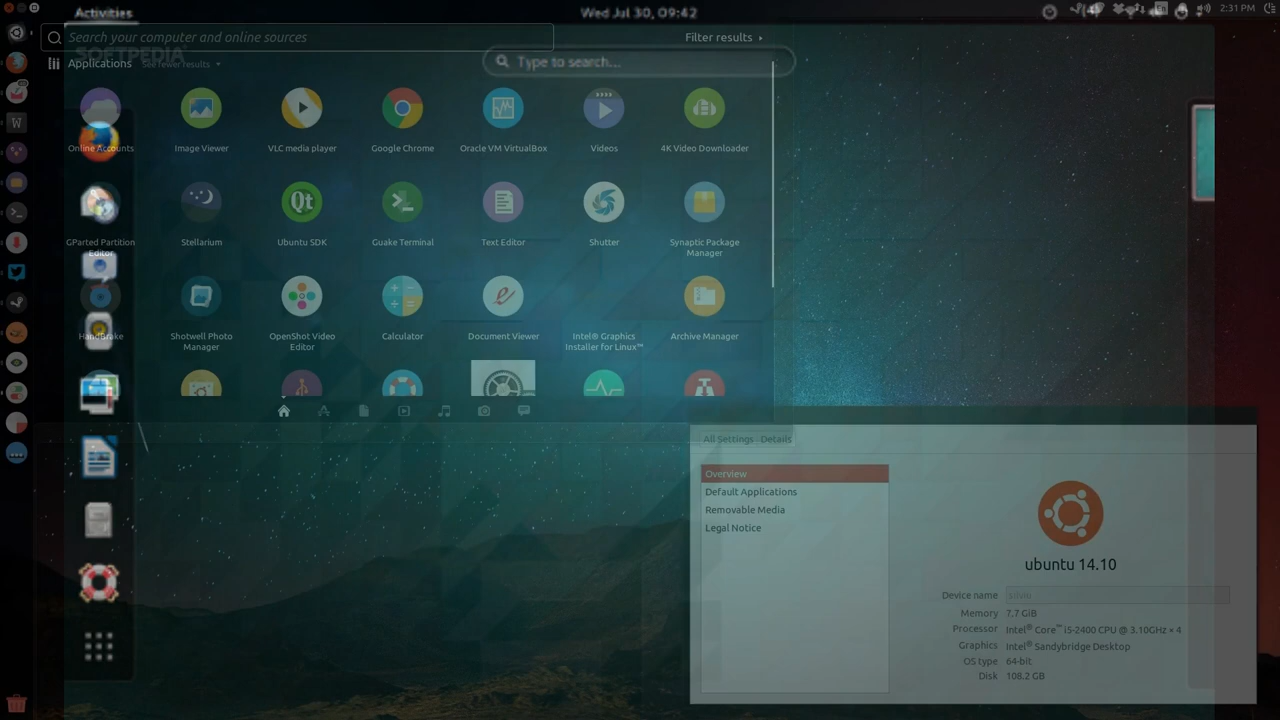 Activities
Wed Jul 30, 09:42
En
2:31 PM
Search your computer and online sources
Filter results
SOFTPEDIA
Applications
See fewer results
Type to search...
Online Accounts
Image Viewer
VLC media player
Google Chrome
Oracle VM VirtualBox
Videos
4K Video Downloader
GParted Partition Editor
Stellarium
Ubuntu SDK
Guake Terminal
Text Editor
Shutter
Synaptic Package Manager
HandBrake
Shotwell Photo Manager
OpenShot Video Editor
Calculator
Document Viewer
Intel® Graphics Installer for Linux™
Archive Manager
All Settings Details
Overview
Default Applications
Removable Media
Legal Notice
ubuntu 14.10
Device name
Memory 7.7 GiB
Processor Intel® Core™ i5-2400 CPU @ 3.10GHz × 4
Graphics Intel® Sandybridge Desktop
OS type 64-bit
Disk 108.2 GB